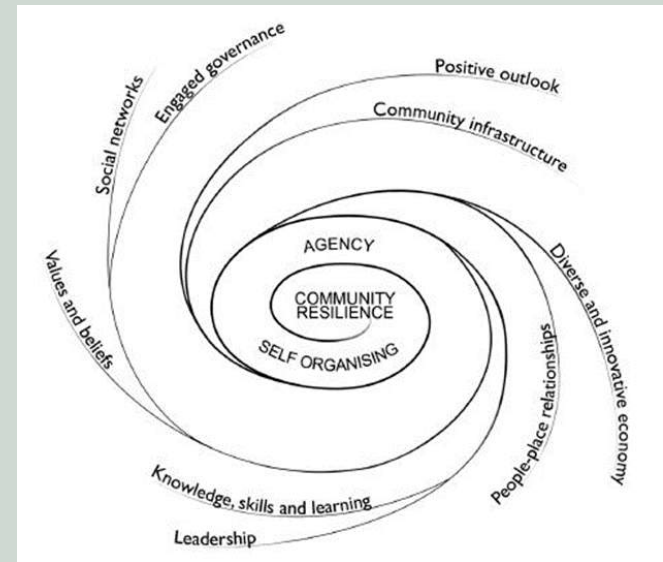 Engaged governance
Social networks
Positive outlook
Community infrastructure
AGENCY
COMMUNITY
RESILIENCE
SELF ORGANISING
Values and beliefs
Diverse and innovative economy
People-place relationships
Knowledge, skills and learning
Leadership